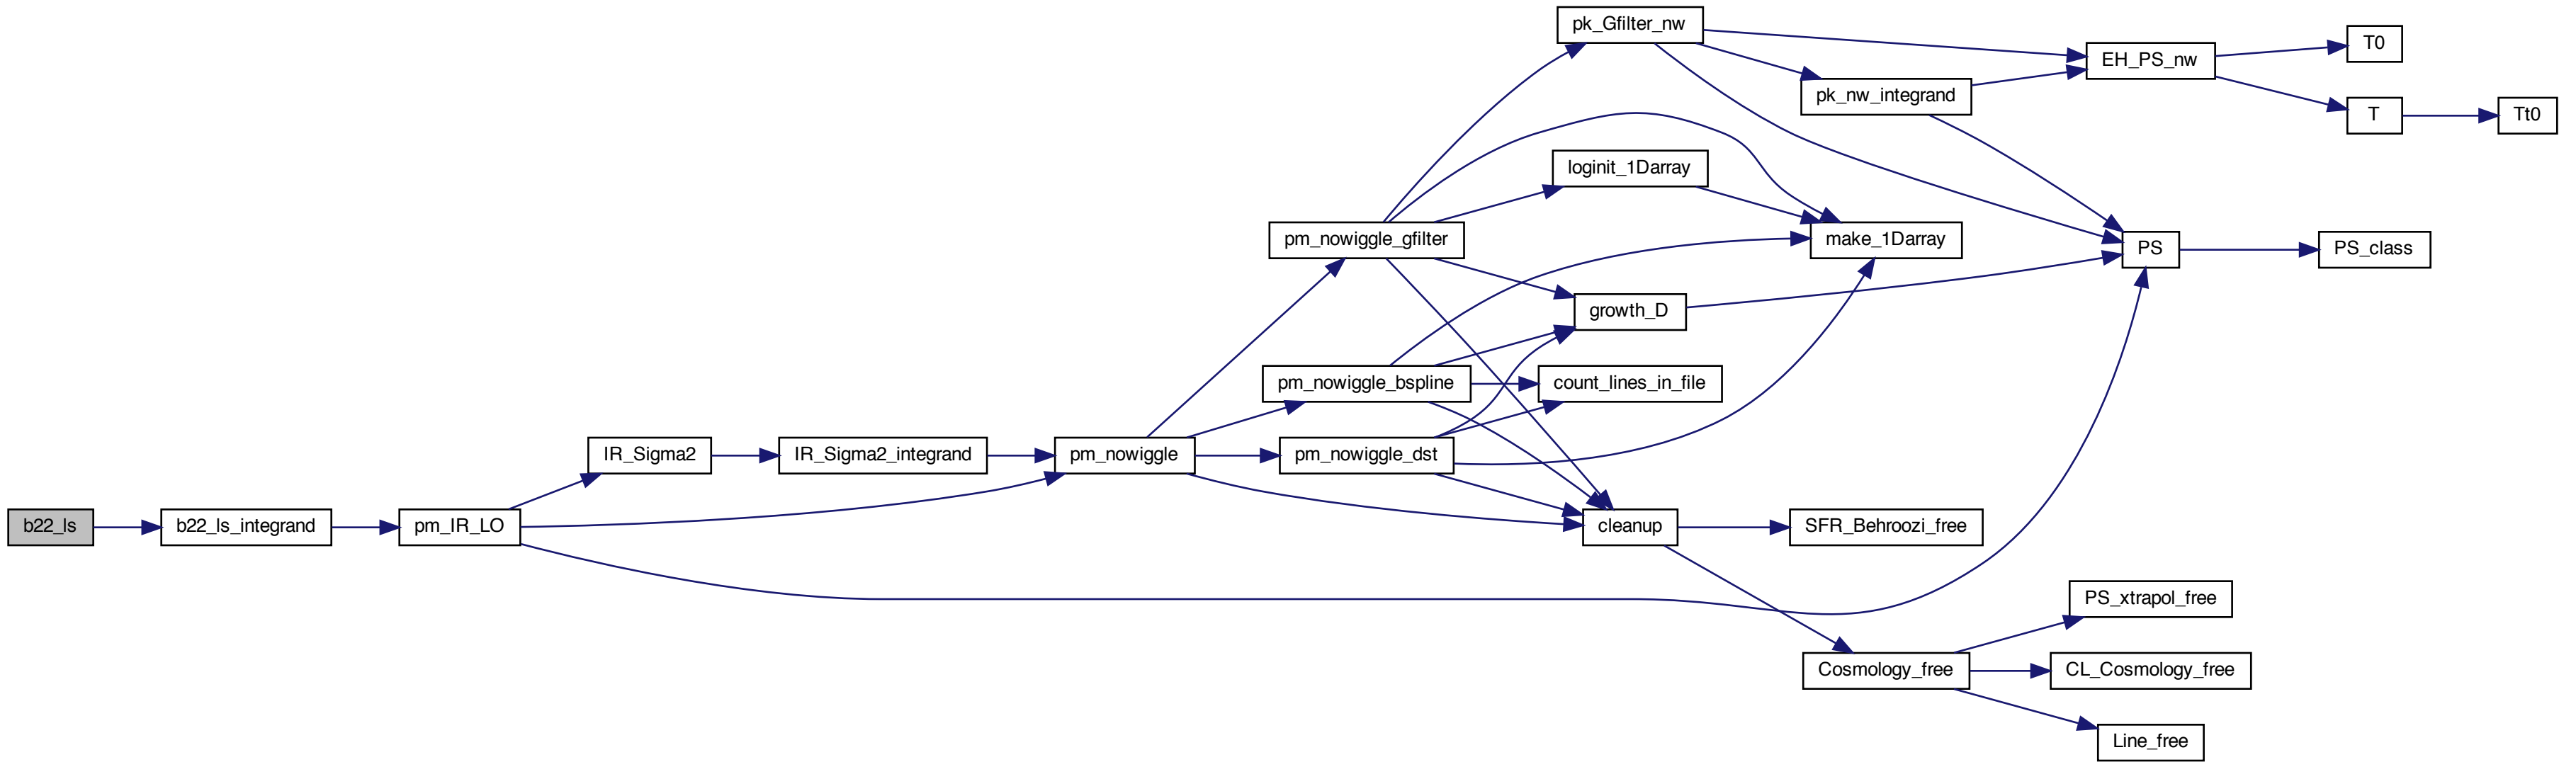 b22_ls
b22_ls_integrand
pm_IR_LO
IR_Sigma2
IR_Sigma2_integrand
pm_nowiggle
pm_nowiggle_gfilter
pm_nowiggle_bspline
pm_nowiggle_dst
pk_Gfilter_nw
loginit_1Darray
growth_D
count_lines_in_file
cleanup
pk_nw_integrand
make_1Darray
SFR_Behroozi_free
Cosmology_free
EH_PS_nw
PS
PS_xtrapol_free
CL_Cosmology_free
Line_free
T0
T
PS_class
Tt0